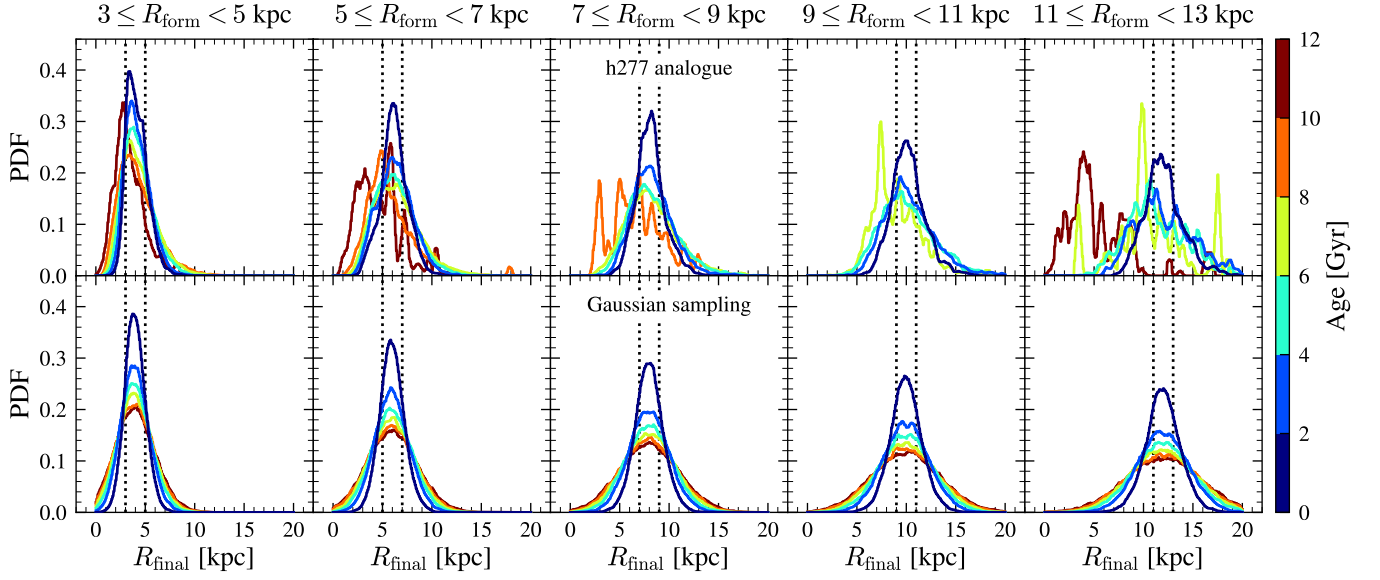 3 ≤ R_form < 5 kpc
5 ≤ R_form < 7 kpc
7 ≤ R_form < 9 kpc
9 ≤ R_form < 11 kpc
11 ≤ R_form < 13 kpc
PDF
0.4
0.3
0.2
0.1
0.0
h277 analogue
PDF
0.4
0.3
0.2
0.1
0.0
Gaussian sampling
0 5 10 15 20
0 5 10 15 20
0 5 10 15 20
0 5 10 15 20
0 5 10 15 20
R_final [kpc]
R_final [kpc]
R_final [kpc]
R_final [kpc]
R_final [kpc]
12
10
8
6
4
2
0
Age [Gyr]